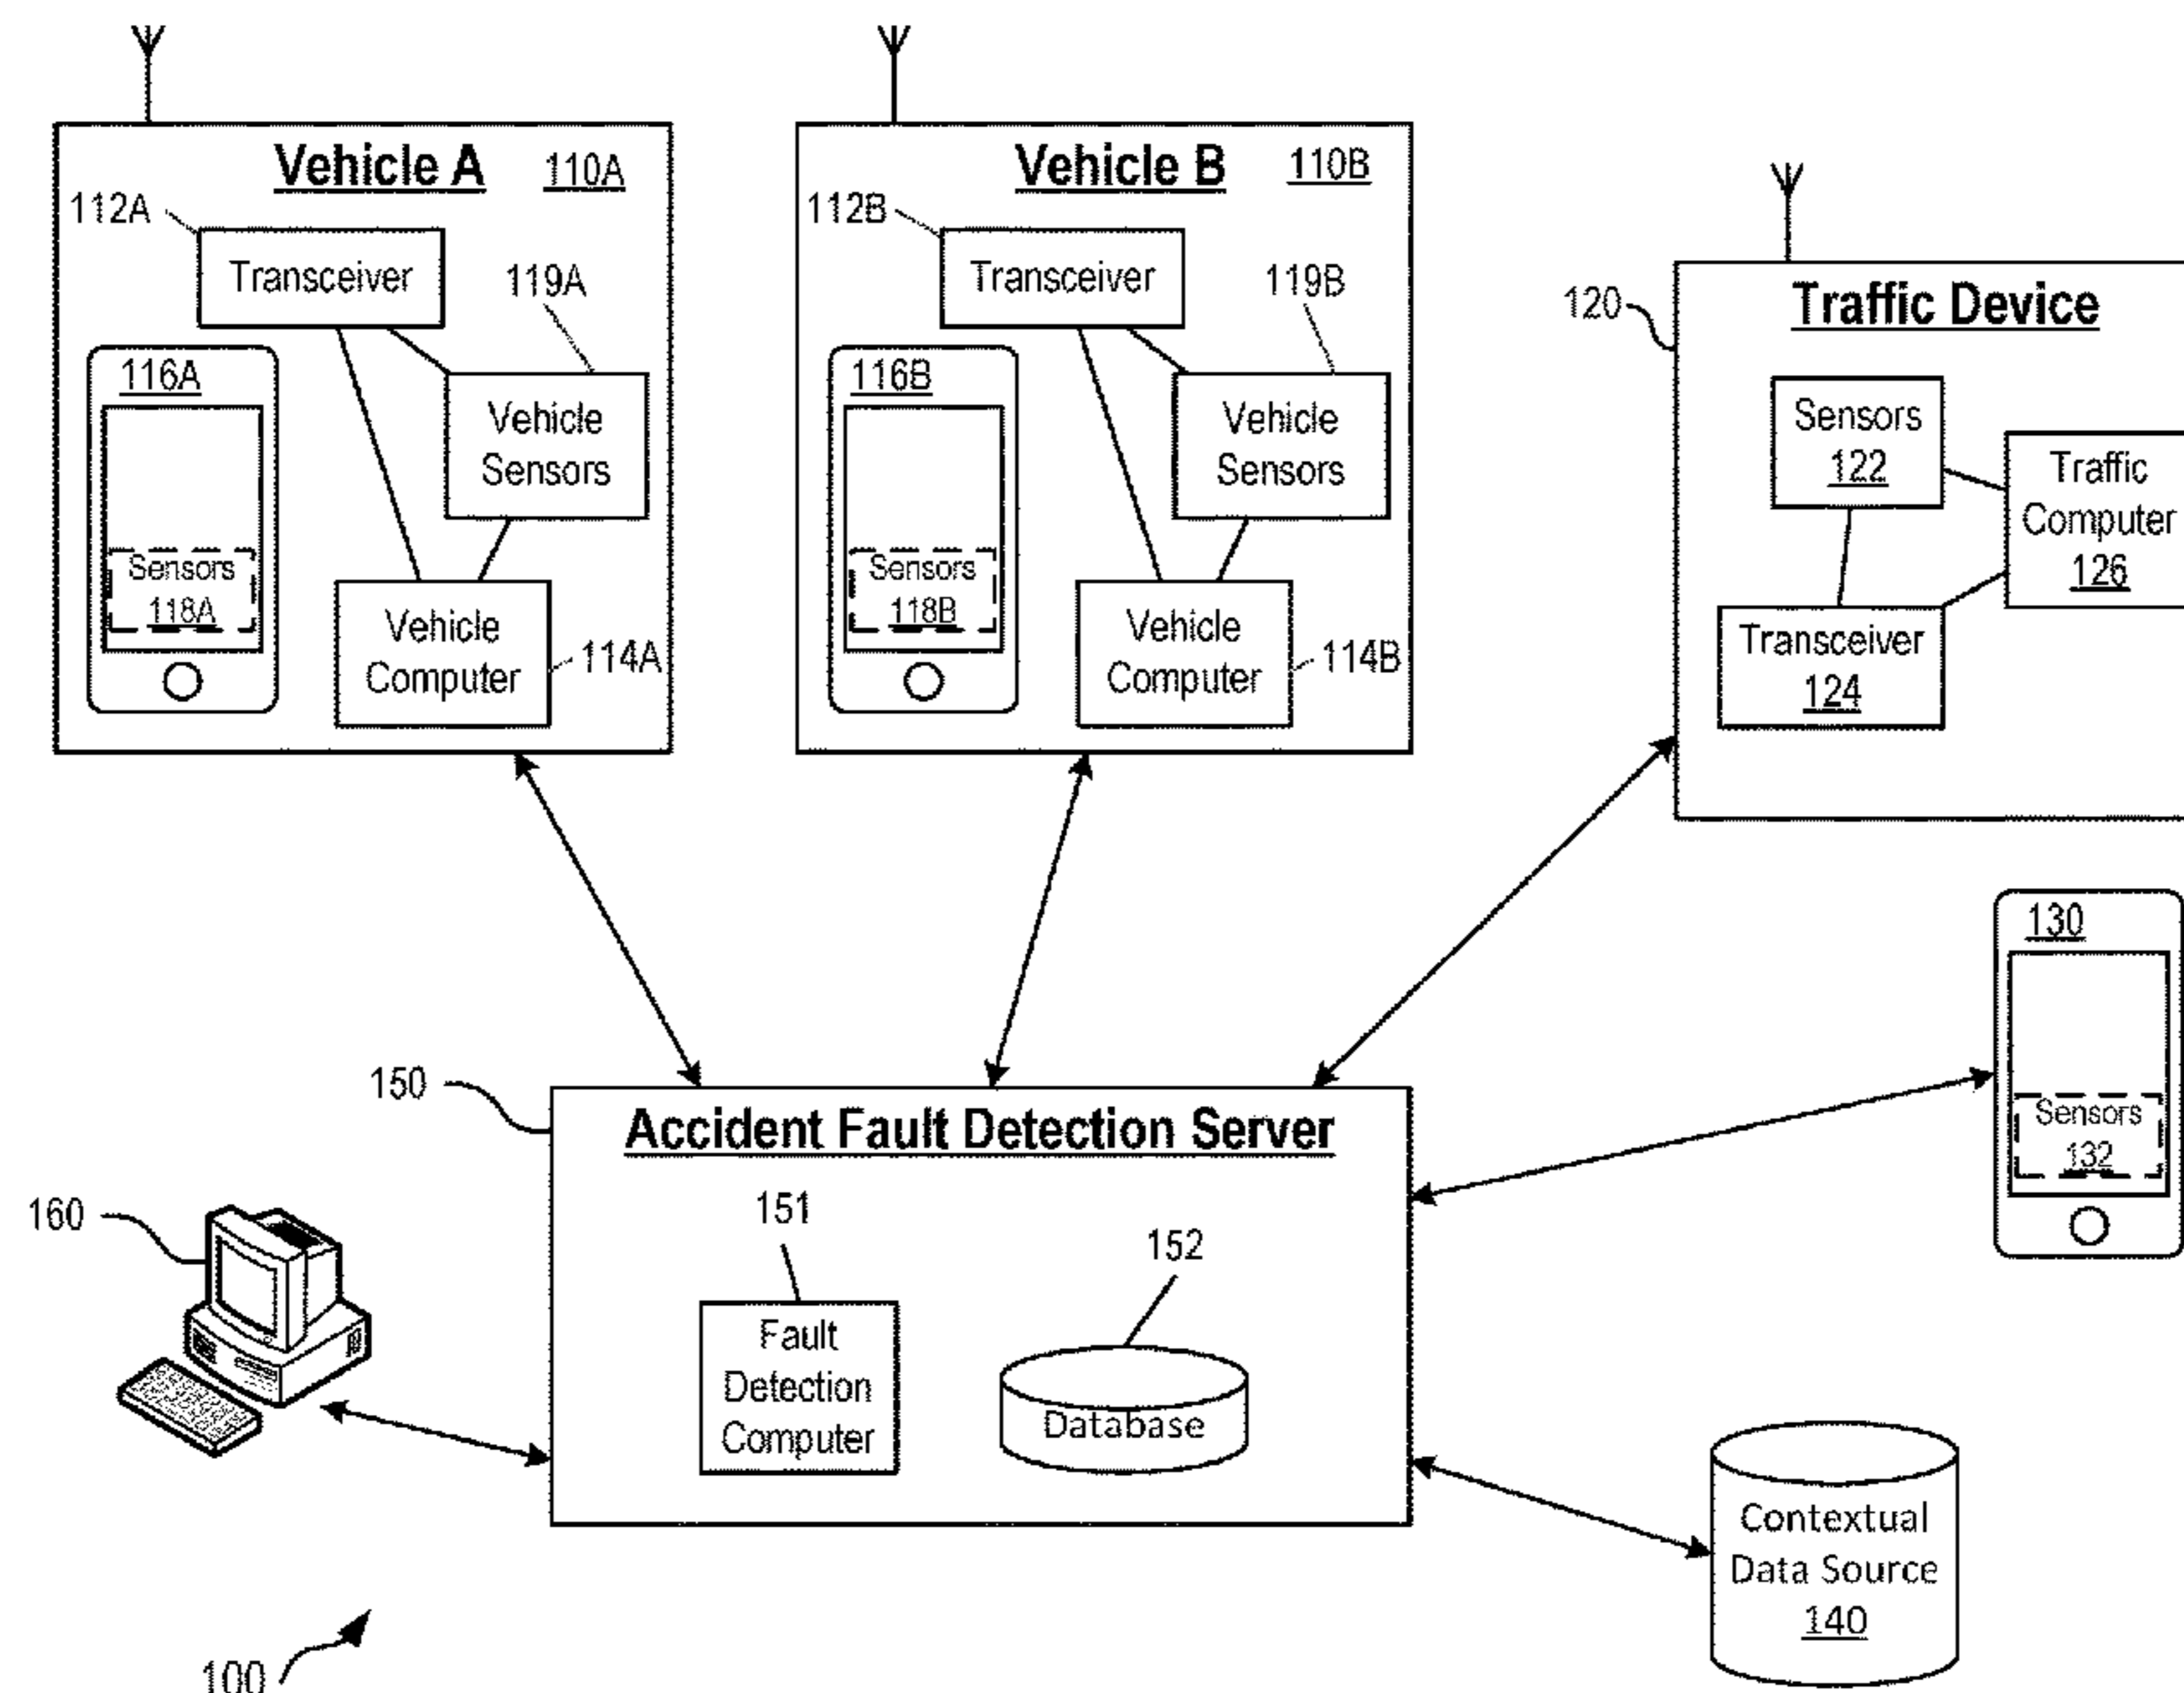 Vehicle A 110A
112A
Transceiver
119A
116A
Vehicle
Sensors
Sensors
118A
Vehicle
Computer
114A
Vehicle B 110B
112B
Transceiver
119B
116B
Vehicle
Sensors
Sensors
118B
Vehicle
Computer
114B
120
Traffic Device
Sensors
122
Traffic
Computer
126
Transceiver
124
130
Sensors
132
150
Accident Fault Detection Server
151
Fault
Detection
Computer
152
Database
160
Contextual
Data Source
140
100